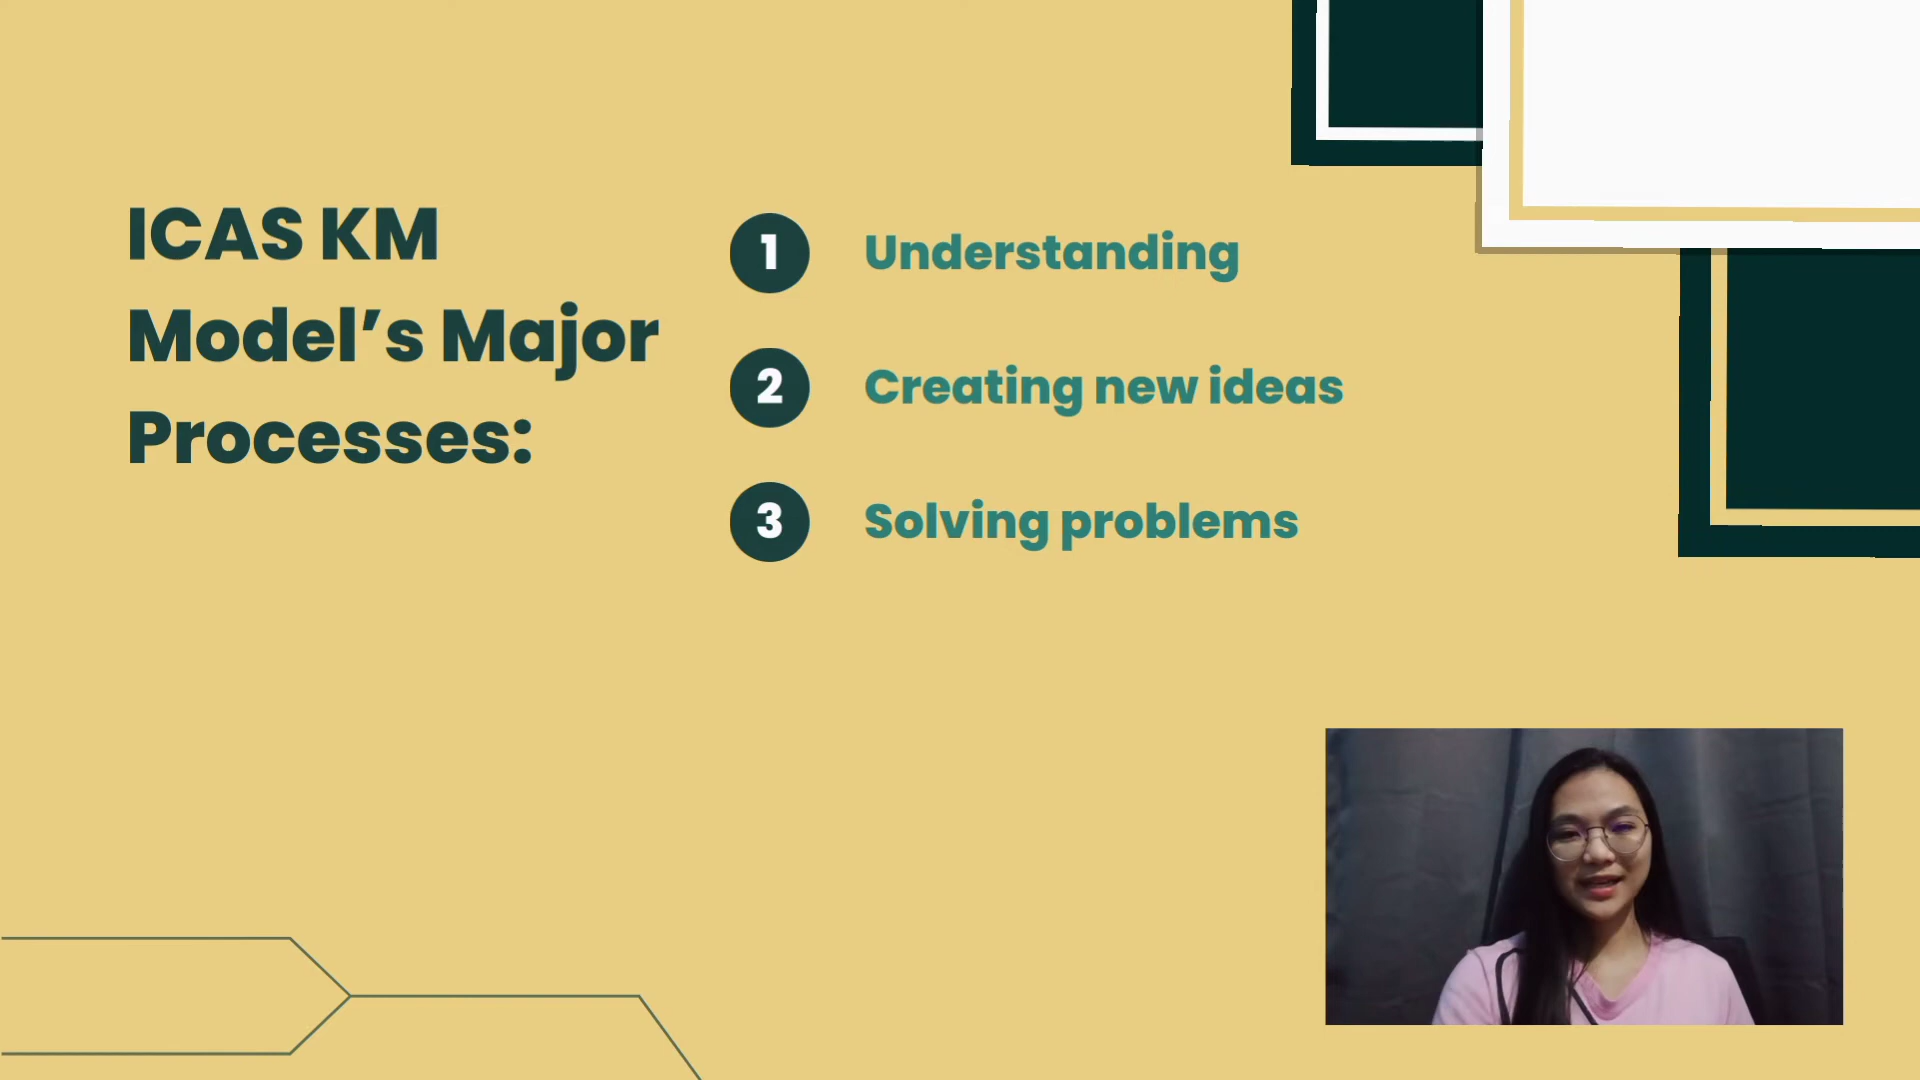 ICAS KM
Model’s Major
Processes:
1 Understanding
2 Creating new ideas
3 Solving problems